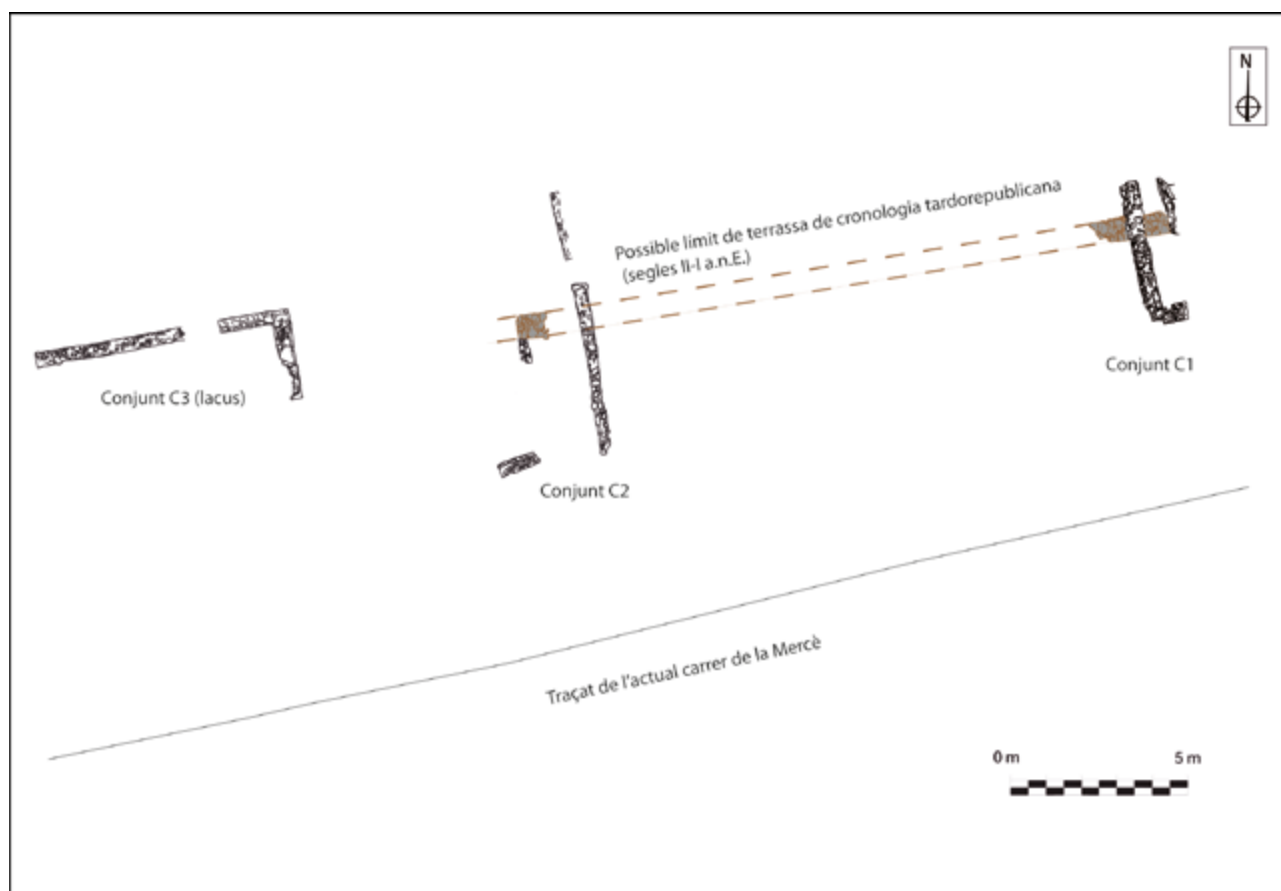 N
Possible límit de terrassa de cronologia tardorepublicana
(segles II-I a.n.E.)
Conjunt C1
Conjunt C3 (lacus)
Conjunt C2
Traçat de l'actual carrer de la Mercè
0 m 5 m